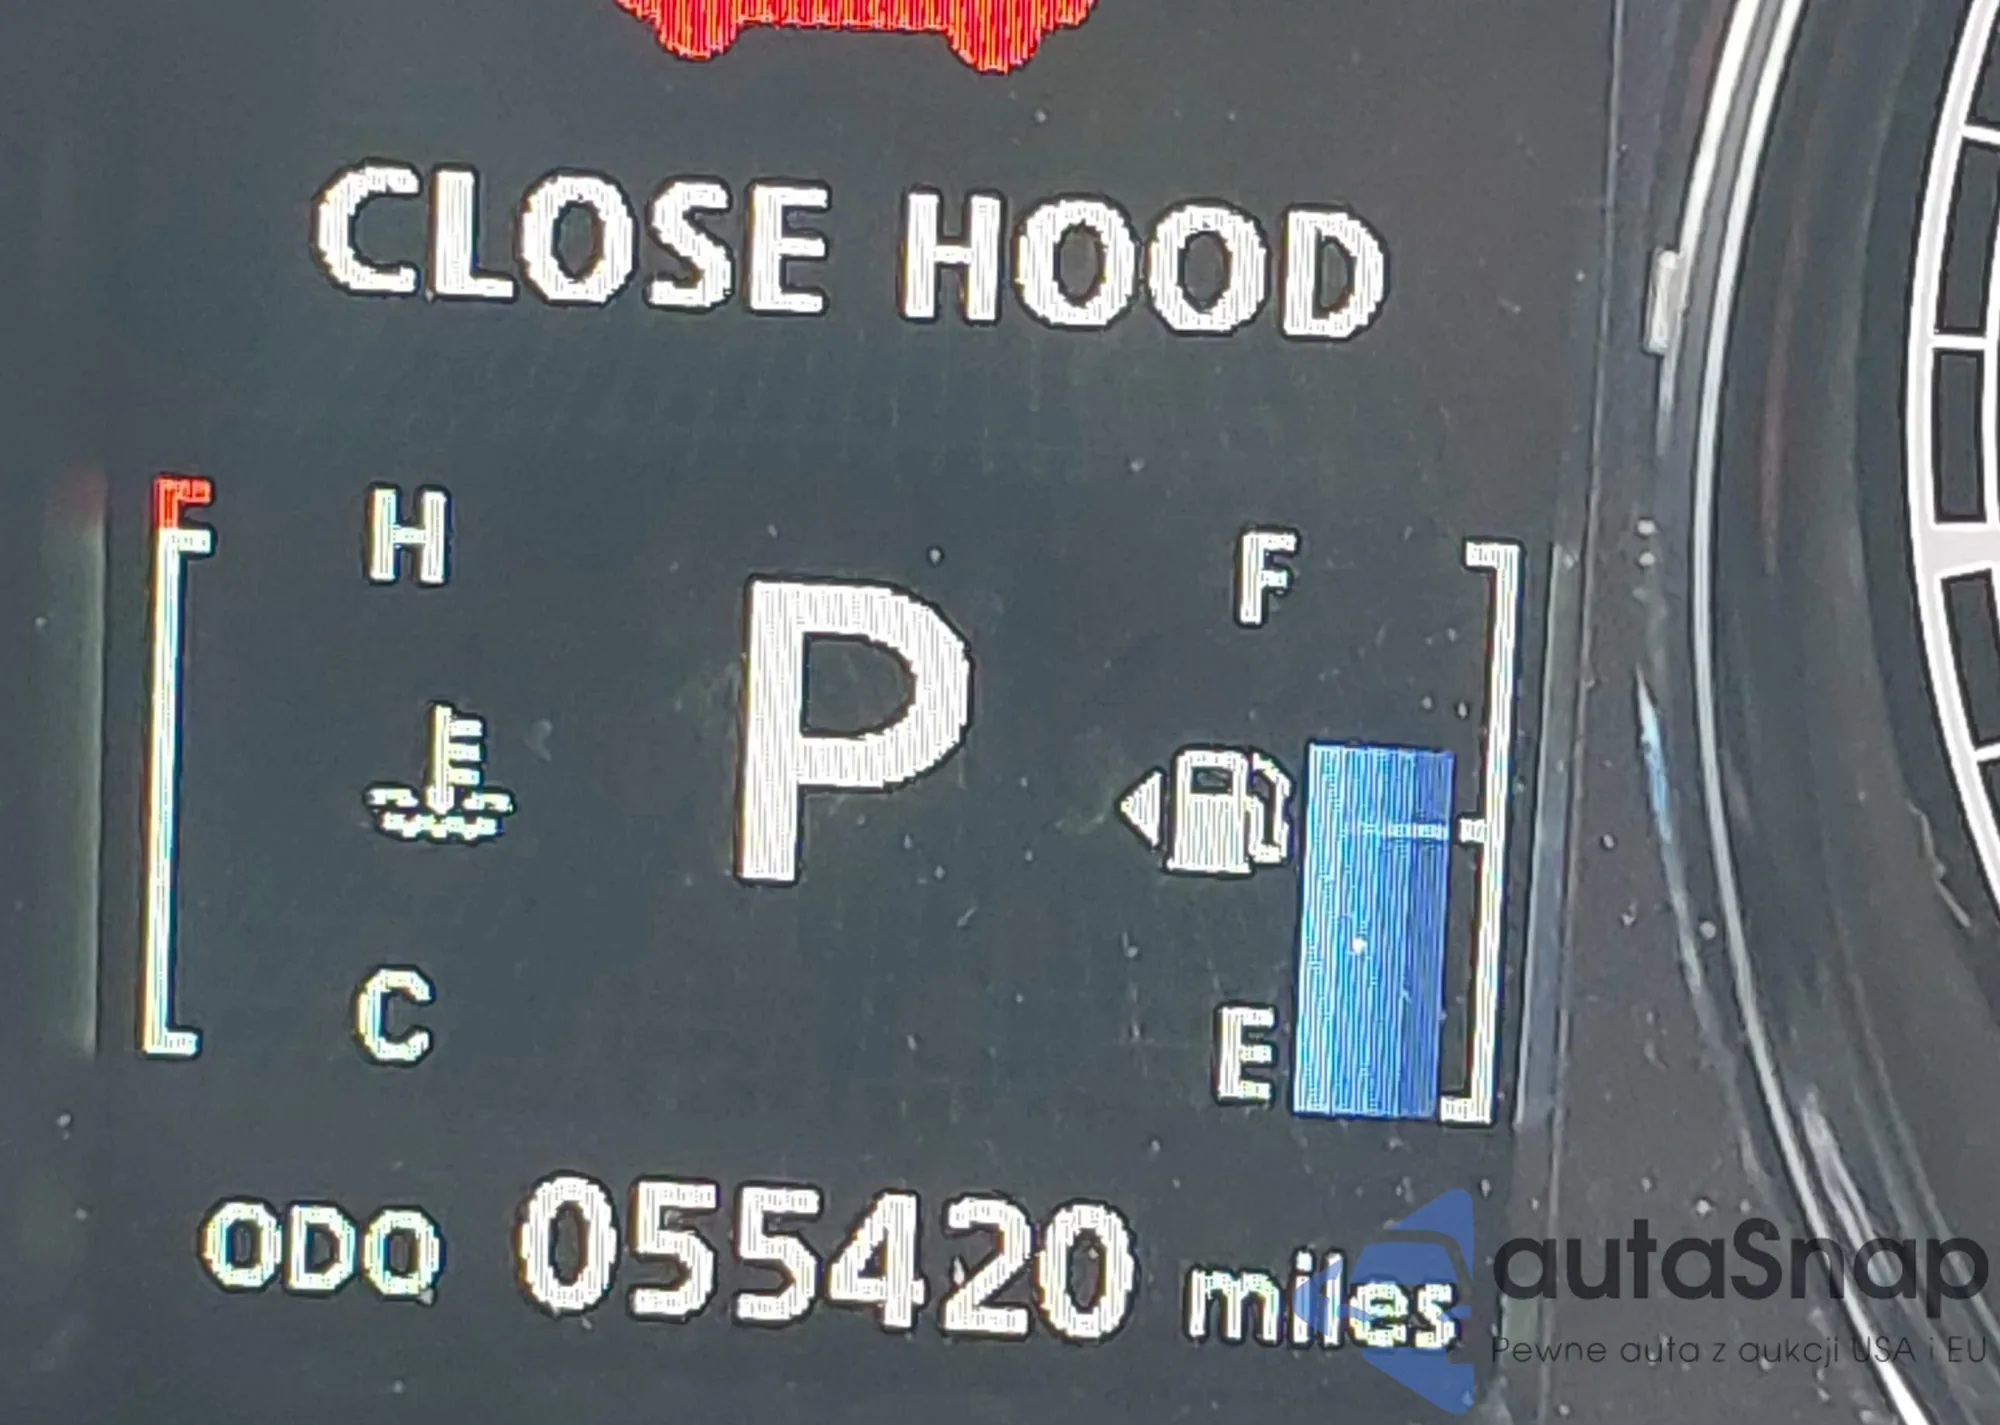 CLOSE HOOD
H
F
P
C
E
ODO 055420 miles
autaSnap
Pewne auta z aukcji USA i EU